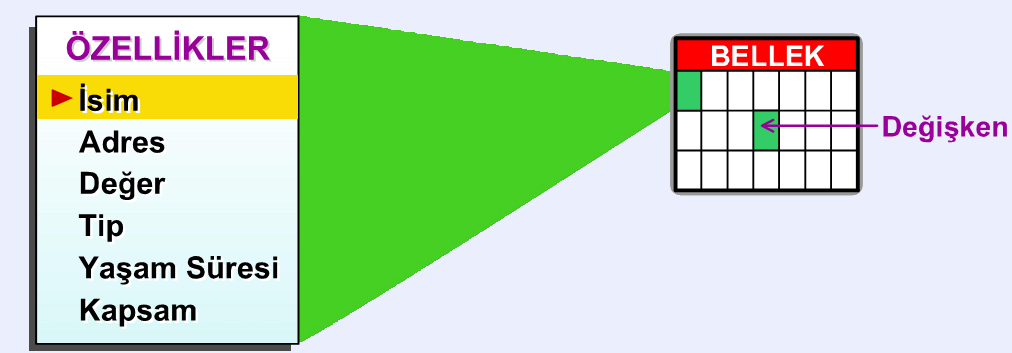 ÖZELLİKLER
İsim
Adres
Değer
Tip
Yaşam Süresi
Kapsam
BELLEK
Değişken